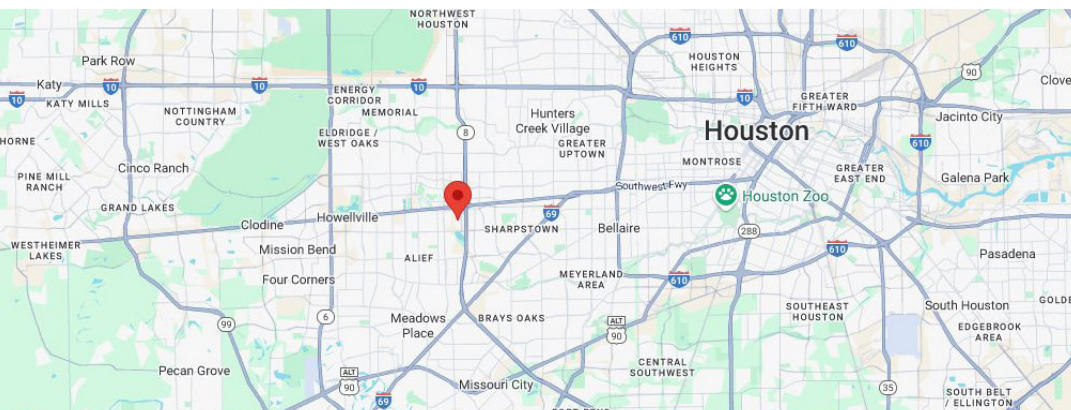 NORTHWEST
HOUSTON
610
610
Park Row
HOUSTON
HEIGHTS
90
Katy
10
10
10
ENERGY
CORRIDOR
10
10
Clove
KATY MILLS
NOTTINGHAM
COUNTRY
MEMORIAL
GREATER
FIFTH WARD
Jacinto City
Hunters
Creek Village
8
ELDRIDGE /
WEST OAKS
Houston
HORNE
610
GREATER
UPTOWN
Cinco Ranch
MONTROSE
GREATER
EAST END
PINE MILL
RANCH
Galena Park
Southwest Fwy
Houston Zoo
GRAND LAKES
Howellville
69
Clodine
SHARPSTOWN
Bellaire
288
WESTHEIMER
LAKES
Mission Bend
610
Pasadena
ALIEF
Four Corners
MEYERLAND
AREA
610
SOUTHEAST
HOUSTON
South Houston
GOLDE
6
Meadows
Place
BRAYS OAKS
ALT
90
99
EDGEBROOK
AREA
CENTRAL
SOUTHWEST
Pecan Grove
ALT
90
Missouri City
35
69
SOUTH BELT
/ ELLINGTON